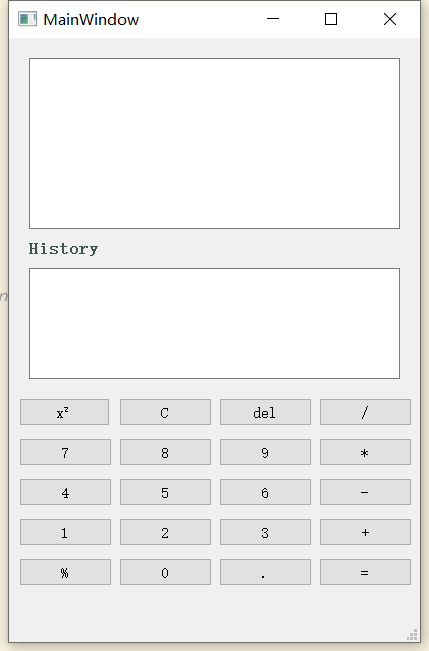 MainWindow
History
x² C del /
7 8 9 *
4 5 6 -
1 2 3 +
% 0 . =
n